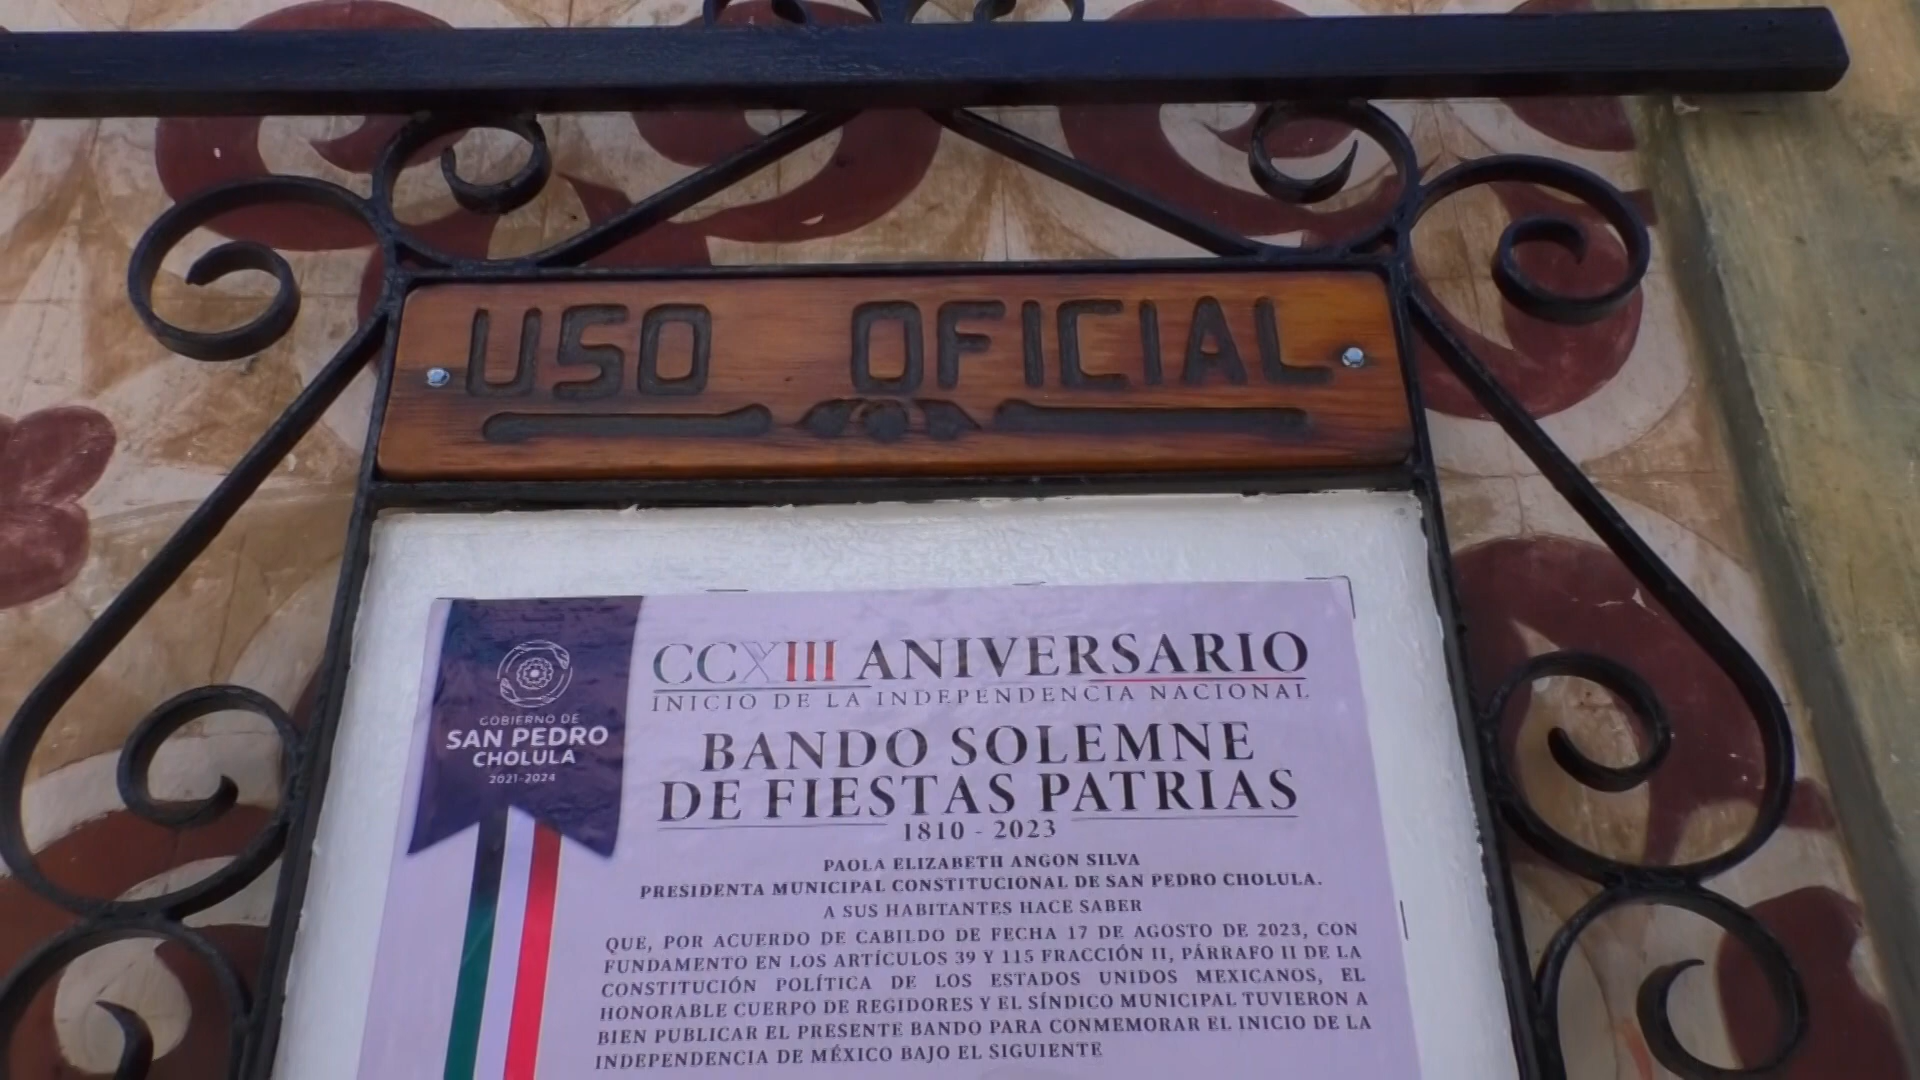 USO OFICIAL
GOBIERNO DE
SAN PEDRO
CHOLULA
2021-2024
CCXIII ANIVERSARIO
INICIO DE LA INDEPENDENCIA NACIONAL
BANDO SOLEMNE
DE FIESTAS PATRIAS
1810 - 2023
PAOLA ELIZABETH ANGON SILVA
PRESIDENTA MUNICIPAL CONSTITUCIONAL DE SAN PEDRO CHOLULA.
A SUS HABITANTES HACE SABER
QUE, POR ACUERDO DE CABILDO DE FECHA 17 DE AGOSTO DE 2023, CON
FUNDAMENTO EN LOS ARTÍCULOS 39 Y 115 FRACCIÓN II, PÁRRAFO II DE LA
CONSTITUCIÓN POLÍTICA DE LOS ESTADOS UNIDOS MEXICANOS, EL
HONORABLE CUERPO DE REGIDORES Y EL SÍNDICO MUNICIPAL TUVIERON A
BIEN PUBLICAR EL PRESENTE BANDO PARA CONMEMORAR EL INICIO DE LA
INDEPENDENCIA DE MÉXICO BAJO EL SIGUIENTE